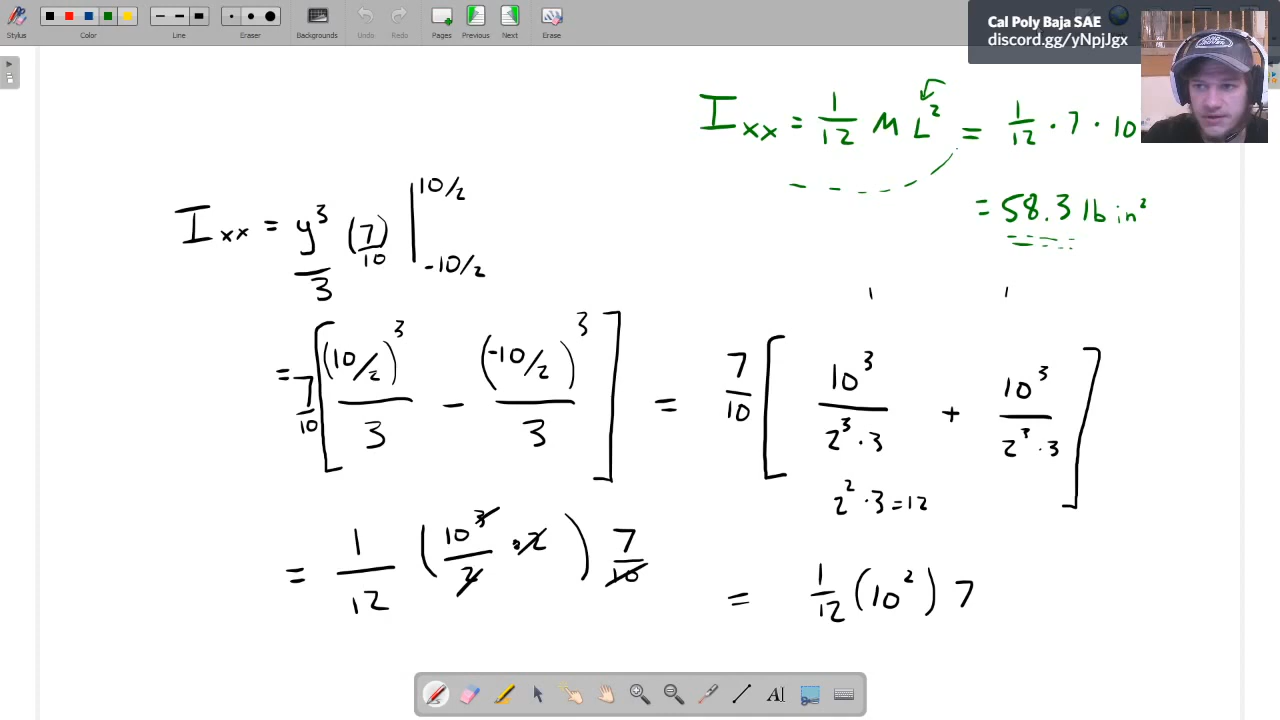 Stylus Color Line Eraser Backgrounds Undo Redo Pages Previous Next Erase
Cal Poly Baja SAE
discord.gg/yNpjJgx
I_xx = 1/12 M L² = 1/12 · 7 · 10
= 58.3 lb in²
I_xx = y³/3 (7/10) |_{-10/2}^{10/2}
= 7/10 [ (10/2)³/3 - (-10/2)³/3 ] = 7/10 [ 10³/(2³·3) + 10³/(2³·3) ]
2²·3=12
= 1/12 (10³/2 · 2) 7/10 = 1/12 (10²) 7